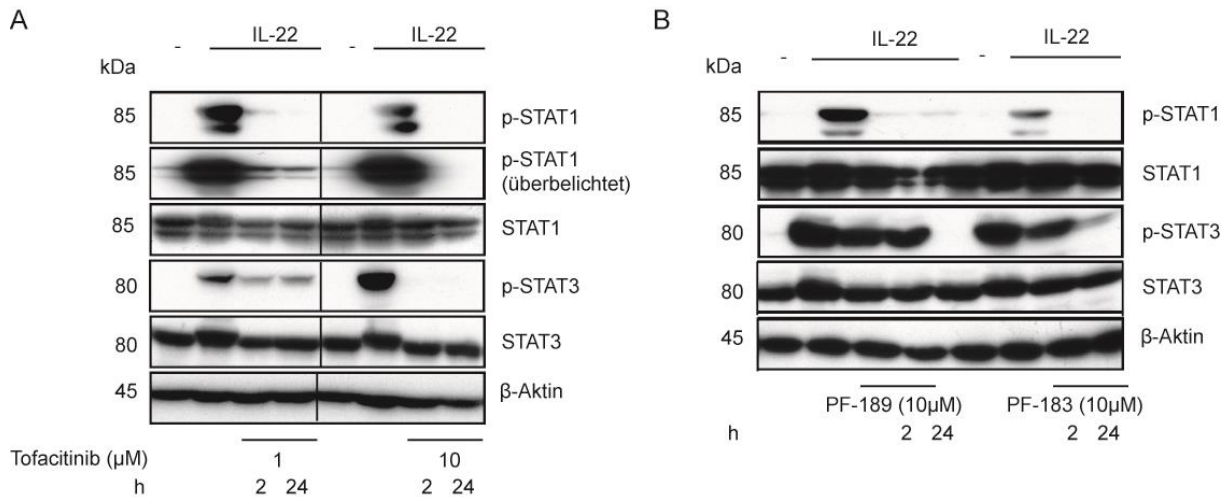 A
- IL-22 - IL-22
kDa
85 p-STAT1
85 p-STAT1
(überbelichtet)
85 STAT1
80 p-STAT3
80 STAT3
45 β-Aktin
Tofacitinib (µM) 1 10
h 2 24 2 24
B
- IL-22 - IL-22
kDa
85 p-STAT1
85 STAT1
80 p-STAT3
80 STAT3
45 β-Aktin
PF-189 (10µM) PF-183 (10µM)
h 2 24 2 24